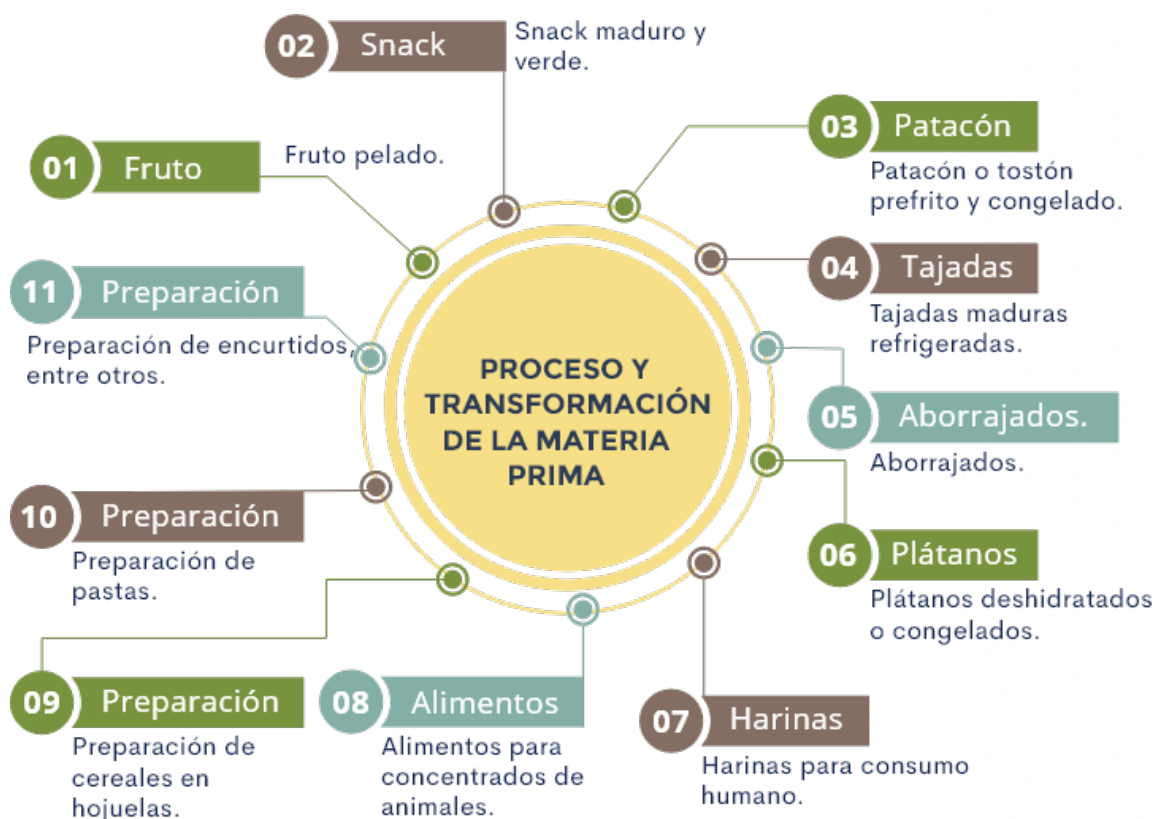 PROCESO Y
TRANSFORMACIÓN
DE LA MATERIA
PRIMA
01 Fruto
Fruto pelado.
02 Snack
Snack maduro y
verde.
03 Patacón
Patacón o tostón
prefrito y congelado.
04 Tajadas
Tajadas maduras
refrigeradas.
05 Aborrajados.
Aborrajados.
06 Plátanos
Plátanos deshidratados
o congelados.
07 Harinas
Harinas para consumo
humano.
08 Alimentos
Alimentos para
concentrados de
animales.
09 Preparación
Preparación de
cereales en
hojuelas.
10 Preparación
Preparación de
pastas.
11 Preparación
Preparación de encurtidos,
entre otros.